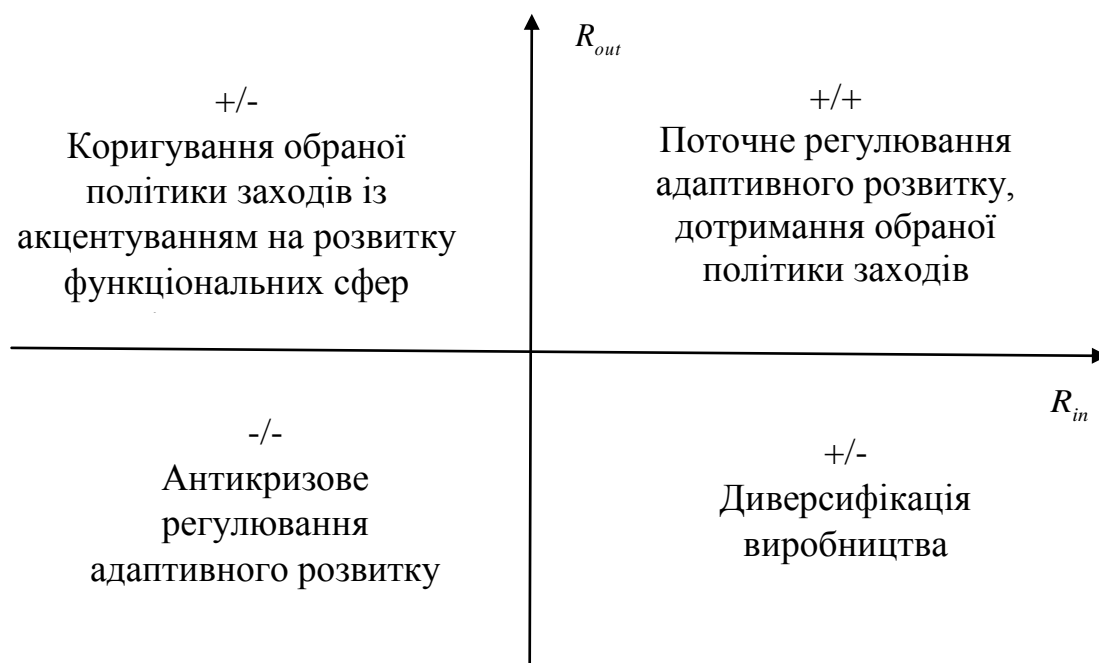 R_out
+/-
Коригування обраної
політики заходів із
акцентуванням на розвитку
функціональних сфер
+/+
Поточне регулювання
адаптивного розвитку,
дотримання обраної
політики заходів
R_in
-/-
Антикризове
регулювання
адаптивного розвитку
+/-
Диверсифікація
виробництва